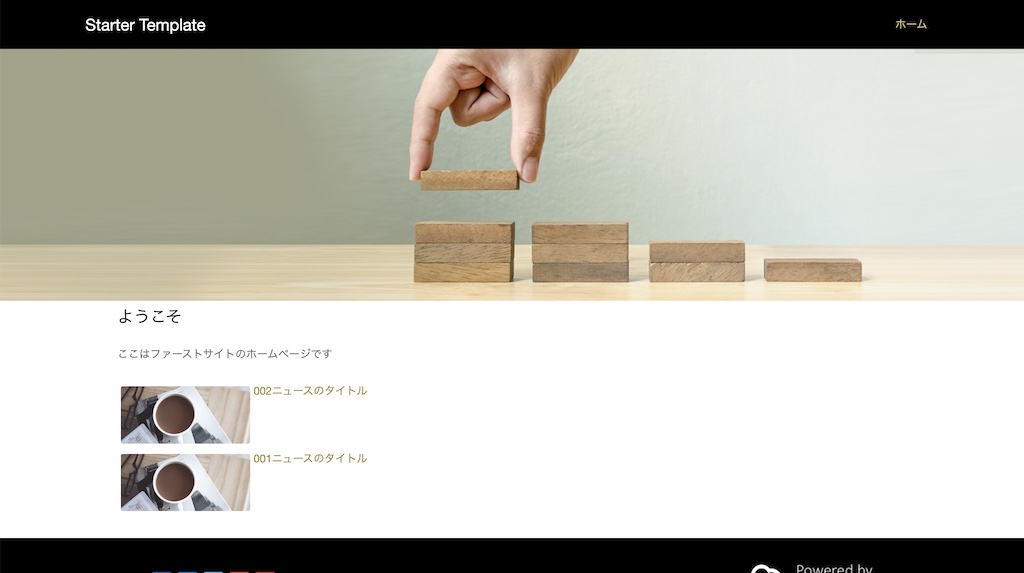 Starter Template
ホーム
ようこそ
ここはファーストサイトのホームページです
002ニュースのタイトル
001ニュースのタイトル
Powered by